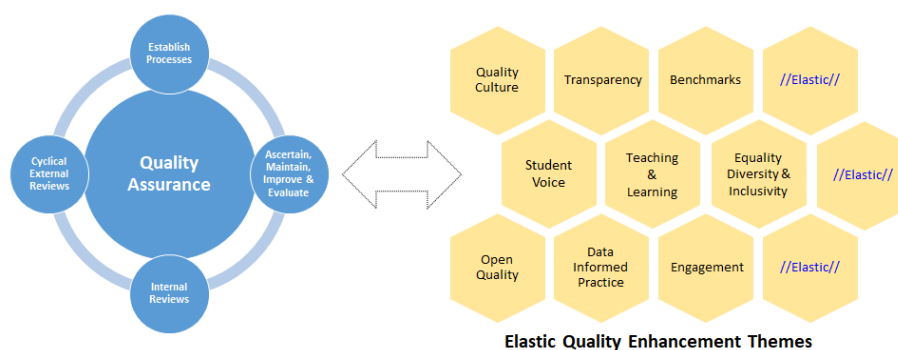 Establish
Processes
Cyclical
External
Reviews
Quality
Assurance
Ascertain,
Maintain,
Improve &
Evaluate
Internal
Reviews
Quality
Culture
Transparency
Benchmarks
//Elastic//
Student
Voice
Teaching
&
Learning
Equality
Diversity &
Inclusivity
//Elastic//
Open
Quality
Data
Informed
Practice
Engagement
//Elastic//
Elastic Quality Enhancement Themes